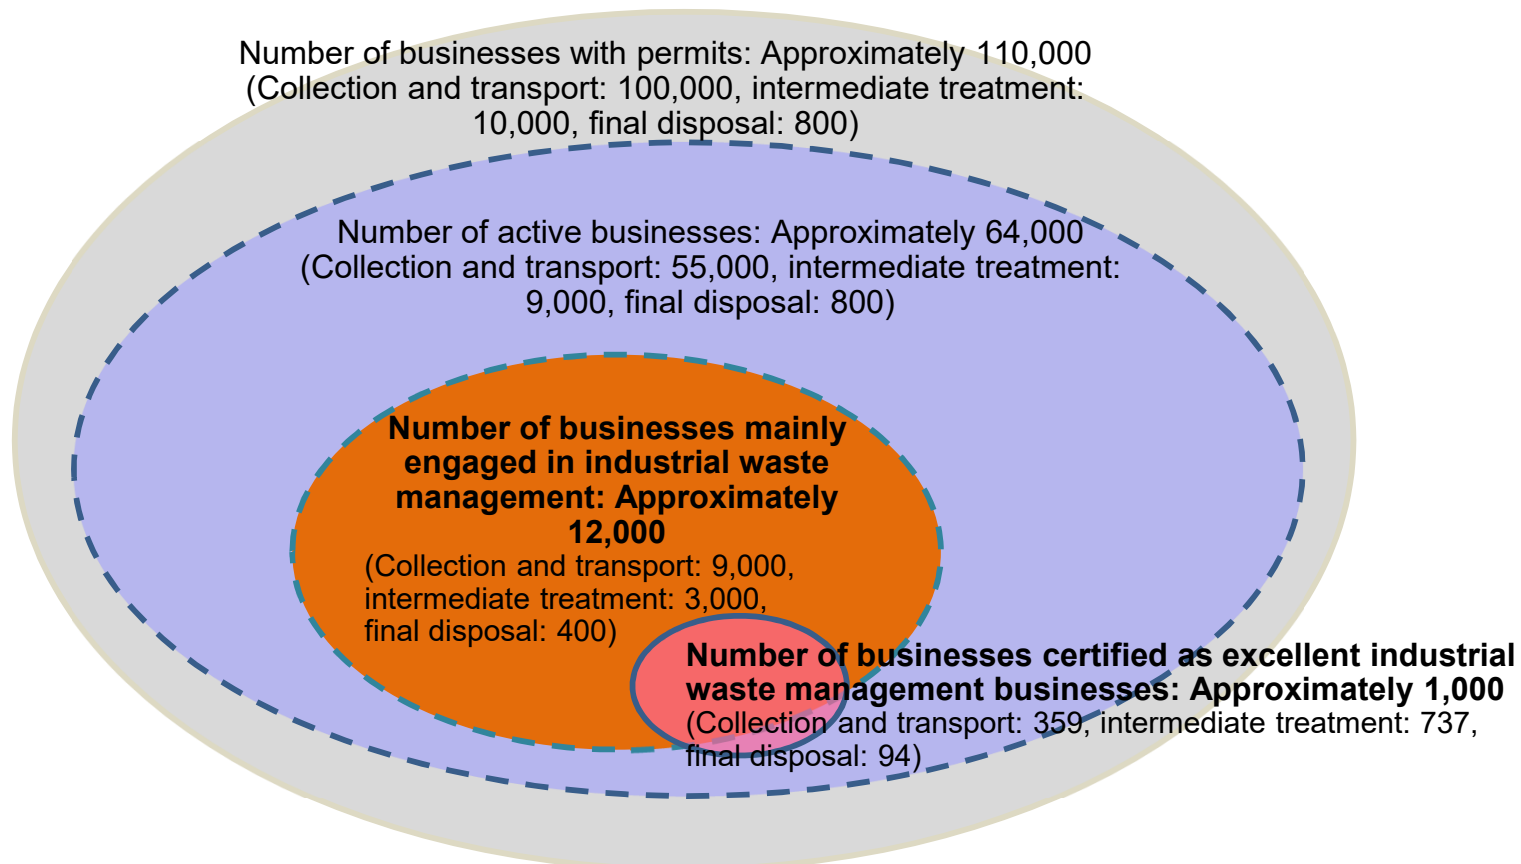 Number of businesses with permits: Approximately 110,000
(Collection and transport: 100,000, intermediate treatment:
10,000, final disposal: 800)
Number of active businesses: Approximately 64,000
(Collection and transport: 55,000, intermediate treatment:
9,000, final disposal: 800)
Number of businesses mainly
engaged in industrial waste
management: Approximately
12,000
(Collection and transport: 9,000,
intermediate treatment: 3,000,
final disposal: 400)
Number of businesses certified as excellent industrial
waste management businesses: Approximately 1,000
(Collection and transport: 359, intermediate treatment: 737,
final disposal: 94)